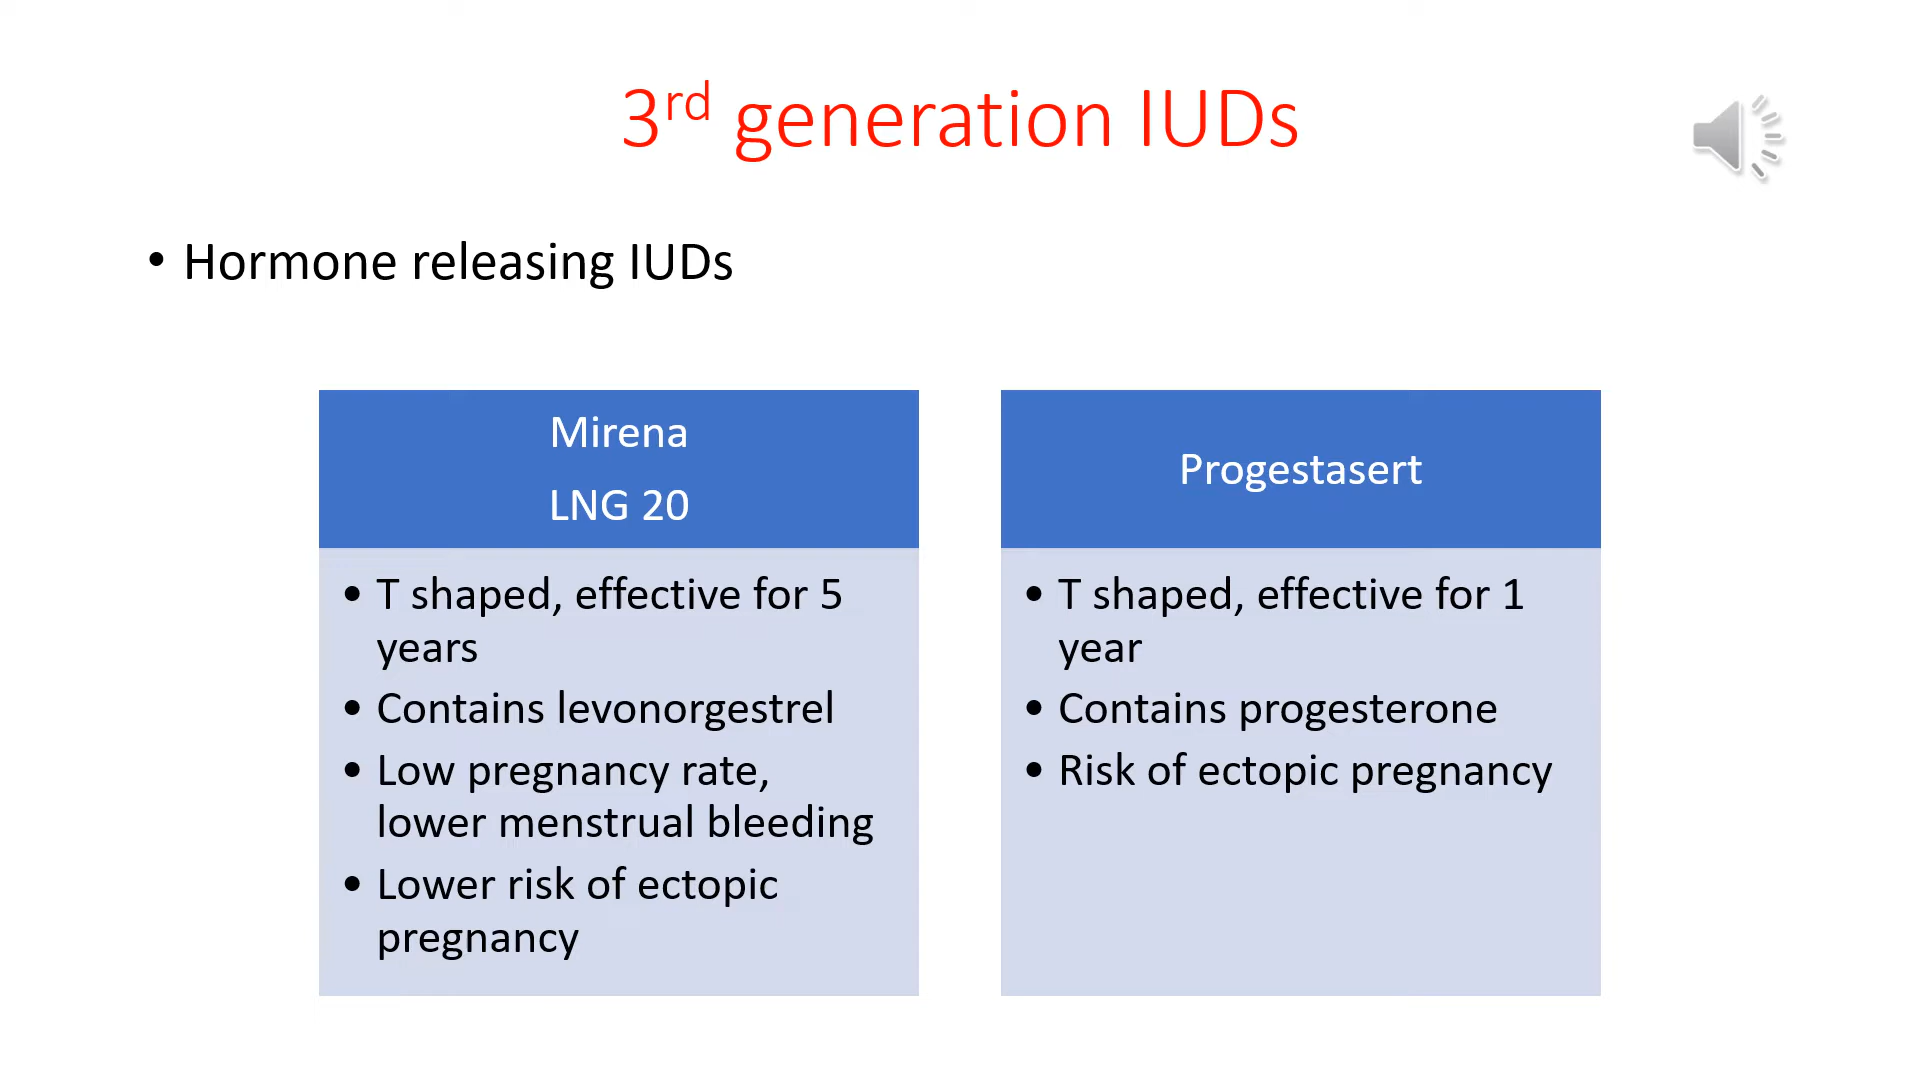 3rd generation IUDs
• Hormone releasing IUDs
Mirena
LNG 20
• T shaped, effective for 5
years
• Contains levonorgestrel
• Low pregnancy rate,
lower menstrual bleeding
• Lower risk of ectopic
pregnancy
Progestasert
• T shaped, effective for 1
year
• Contains progesterone
• Risk of ectopic pregnancy